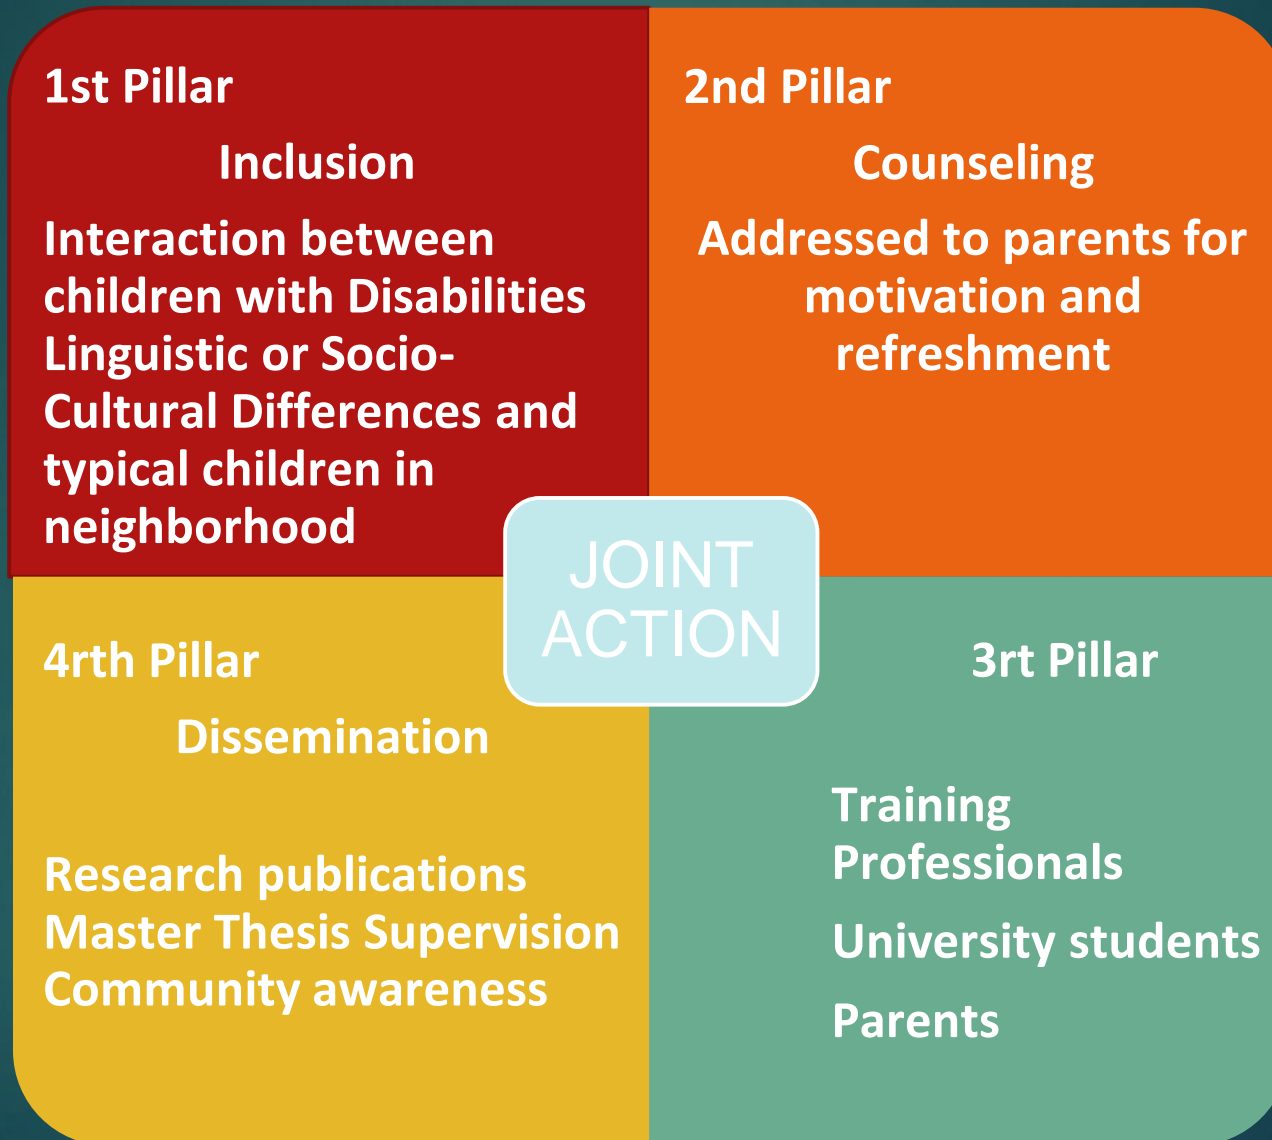 1st Pillar
Inclusion
Interaction between
children with Disabilities
Linguistic or Socio-
Cultural Differences and
typical children in
neighborhood
2nd Pillar
Counseling
Addressed to parents for
motivation and
refreshment
JOINT
ACTION
4rth Pillar
Dissemination
Research publications
Master Thesis Supervision
Community awareness
3rt Pillar
Training
Professionals
University students
Parents